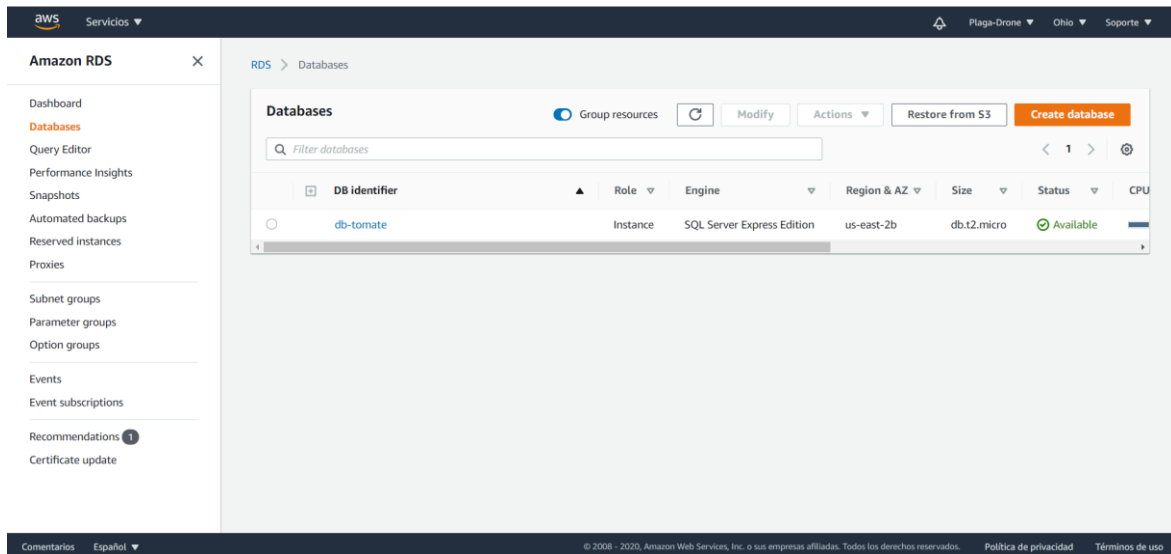 aws Servicios Plaga-Drone Ohio Soporte
Amazon RDS
Dashboard
Databases
Query Editor
Performance Insights
Snapshots
Automated backups
Reserved instances
Proxies
Subnet groups
Parameter groups
Option groups
Events
Event subscriptions
Recommendations 1
Certificate update
RDS > Databases
Databases Group resources Modify Actions Restore from S3 Create database
Filter databases 1
DB identifier Role Engine Region & AZ Size Status CPU
db-tomate Instance SQL Server Express Edition us-east-2b db.t2.micro Available
Comentarios Español © 2008 - 2020, Amazon Web Services, Inc. o sus empresas afiliadas. Todos los derechos reservados. Política de privacidad Términos de uso